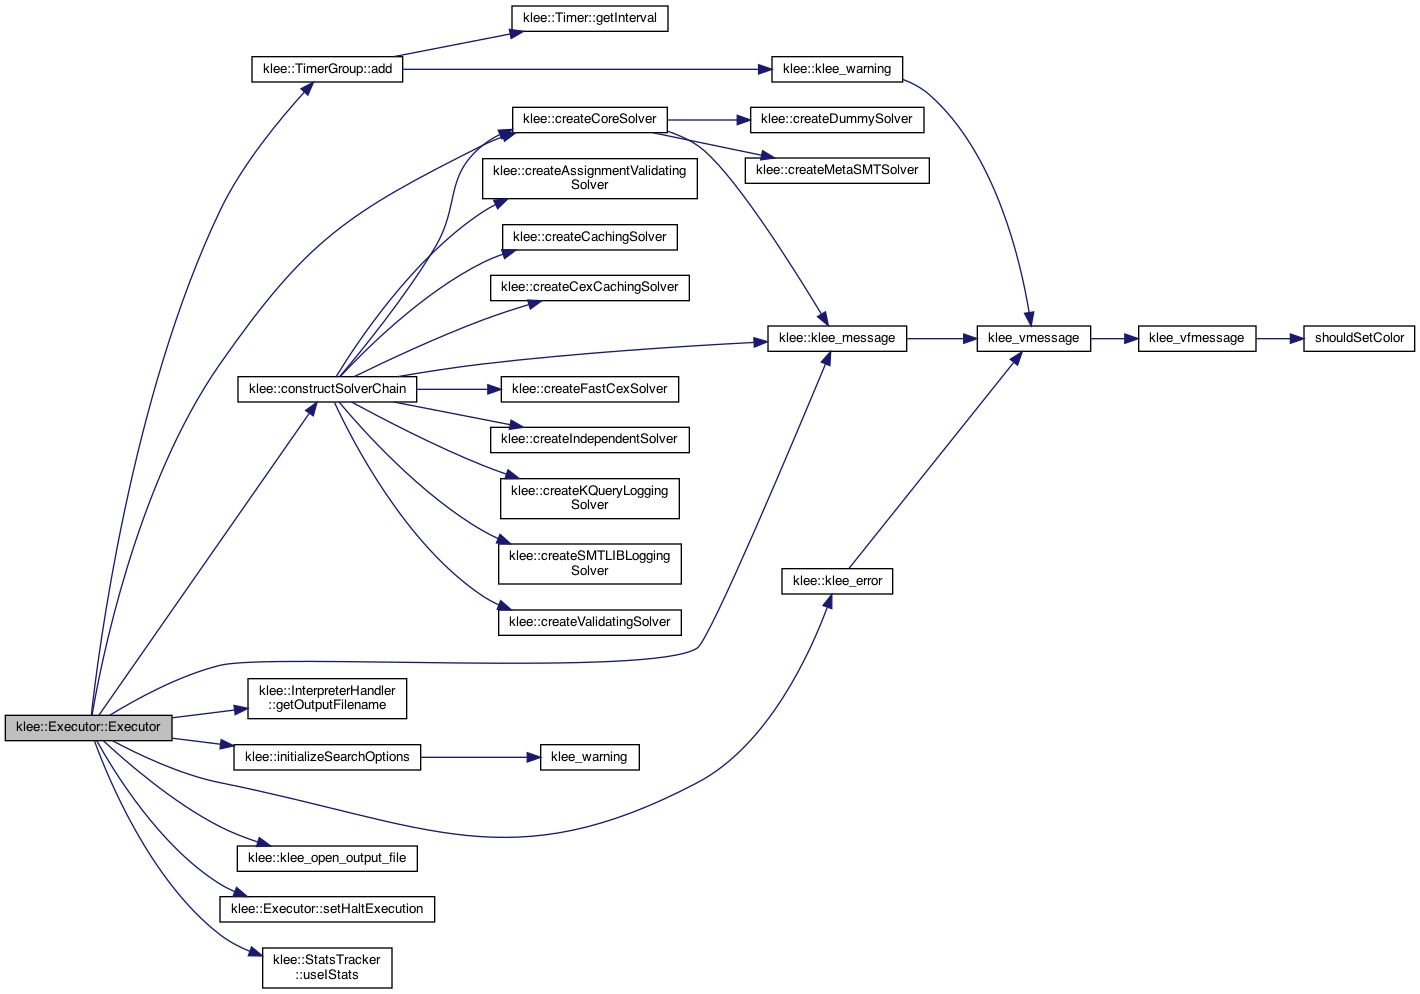 klee::Timer::getInterval
klee::TimerGroup::add
klee::klee_warning
klee::createCoreSolver
klee::createDummySolver
klee::createMetaSMTSolver
klee::createAssignmentValidating
Solver
klee::createCachingSolver
klee::createCexCachingSolver
klee::klee_message
klee_vmessage
klee_vfmessage
shouldSetColor
klee::constructSolverChain
klee::createFastCexSolver
klee::createIndependentSolver
klee::createKQueryLogging
Solver
klee::createSMTLIBLogging
Solver
klee::klee_error
klee::createValidatingSolver
klee::InterpreterHandler
::getOutputFilename
klee::Executor::Executor
klee::initializeSearchOptions
klee_warning
klee::klee_open_output_file
klee::Executor::setHaltExecution
klee::StatsTracker
::useIStats